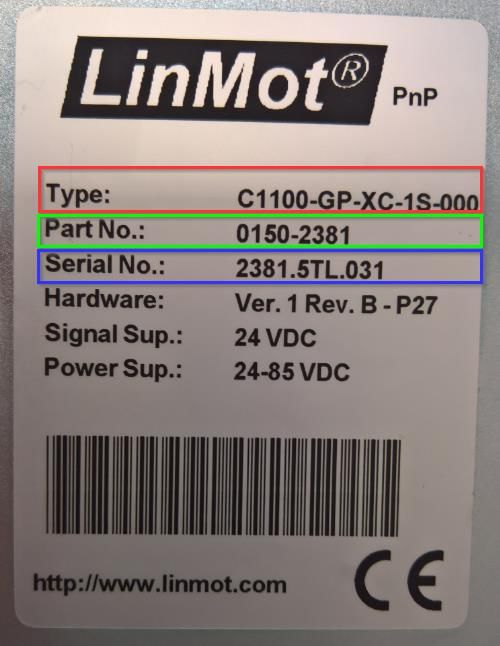 LinMot®
PnP
Type: C1100-GP-XC-1S-000
Part No.: 0150-2381
Serial No.: 2381.5TL.031
Hardware: Ver. 1 Rev. B - P27
Signal Sup.: 24 VDC
Power Sup.: 24-85 VDC
http://www.linmot.com
CE